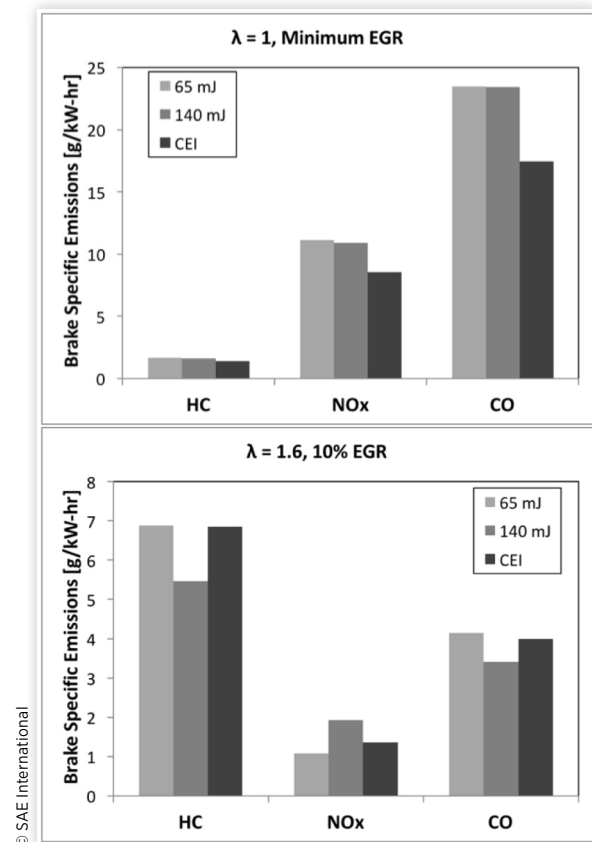 λ = 1, Minimum EGR
Brake Specific Emissions [g/kW-hr]
25
20
15
10
5
0
65 mJ
140 mJ
CEI
HC NOx CO
λ = 1.6, 10% EGR
Brake Specific Emissions [g/kW-hr]
8
7
6
5
4
3
2
1
0
65 mJ
140 mJ
CEI
HC NOx CO
© SAE International